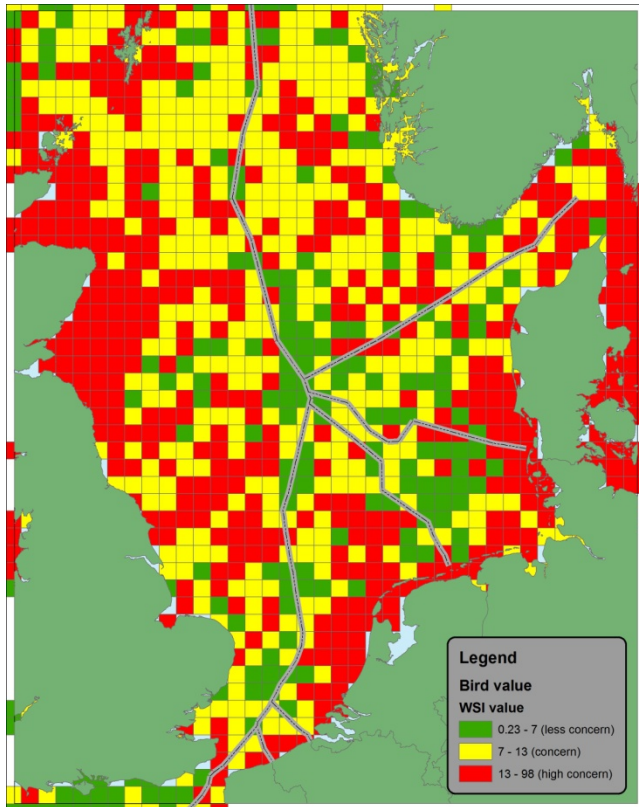 Legend
Bird value
WSI value
0.23 - 7 (less concern)
7 - 13 (concern)
13 - 98 (high concern)